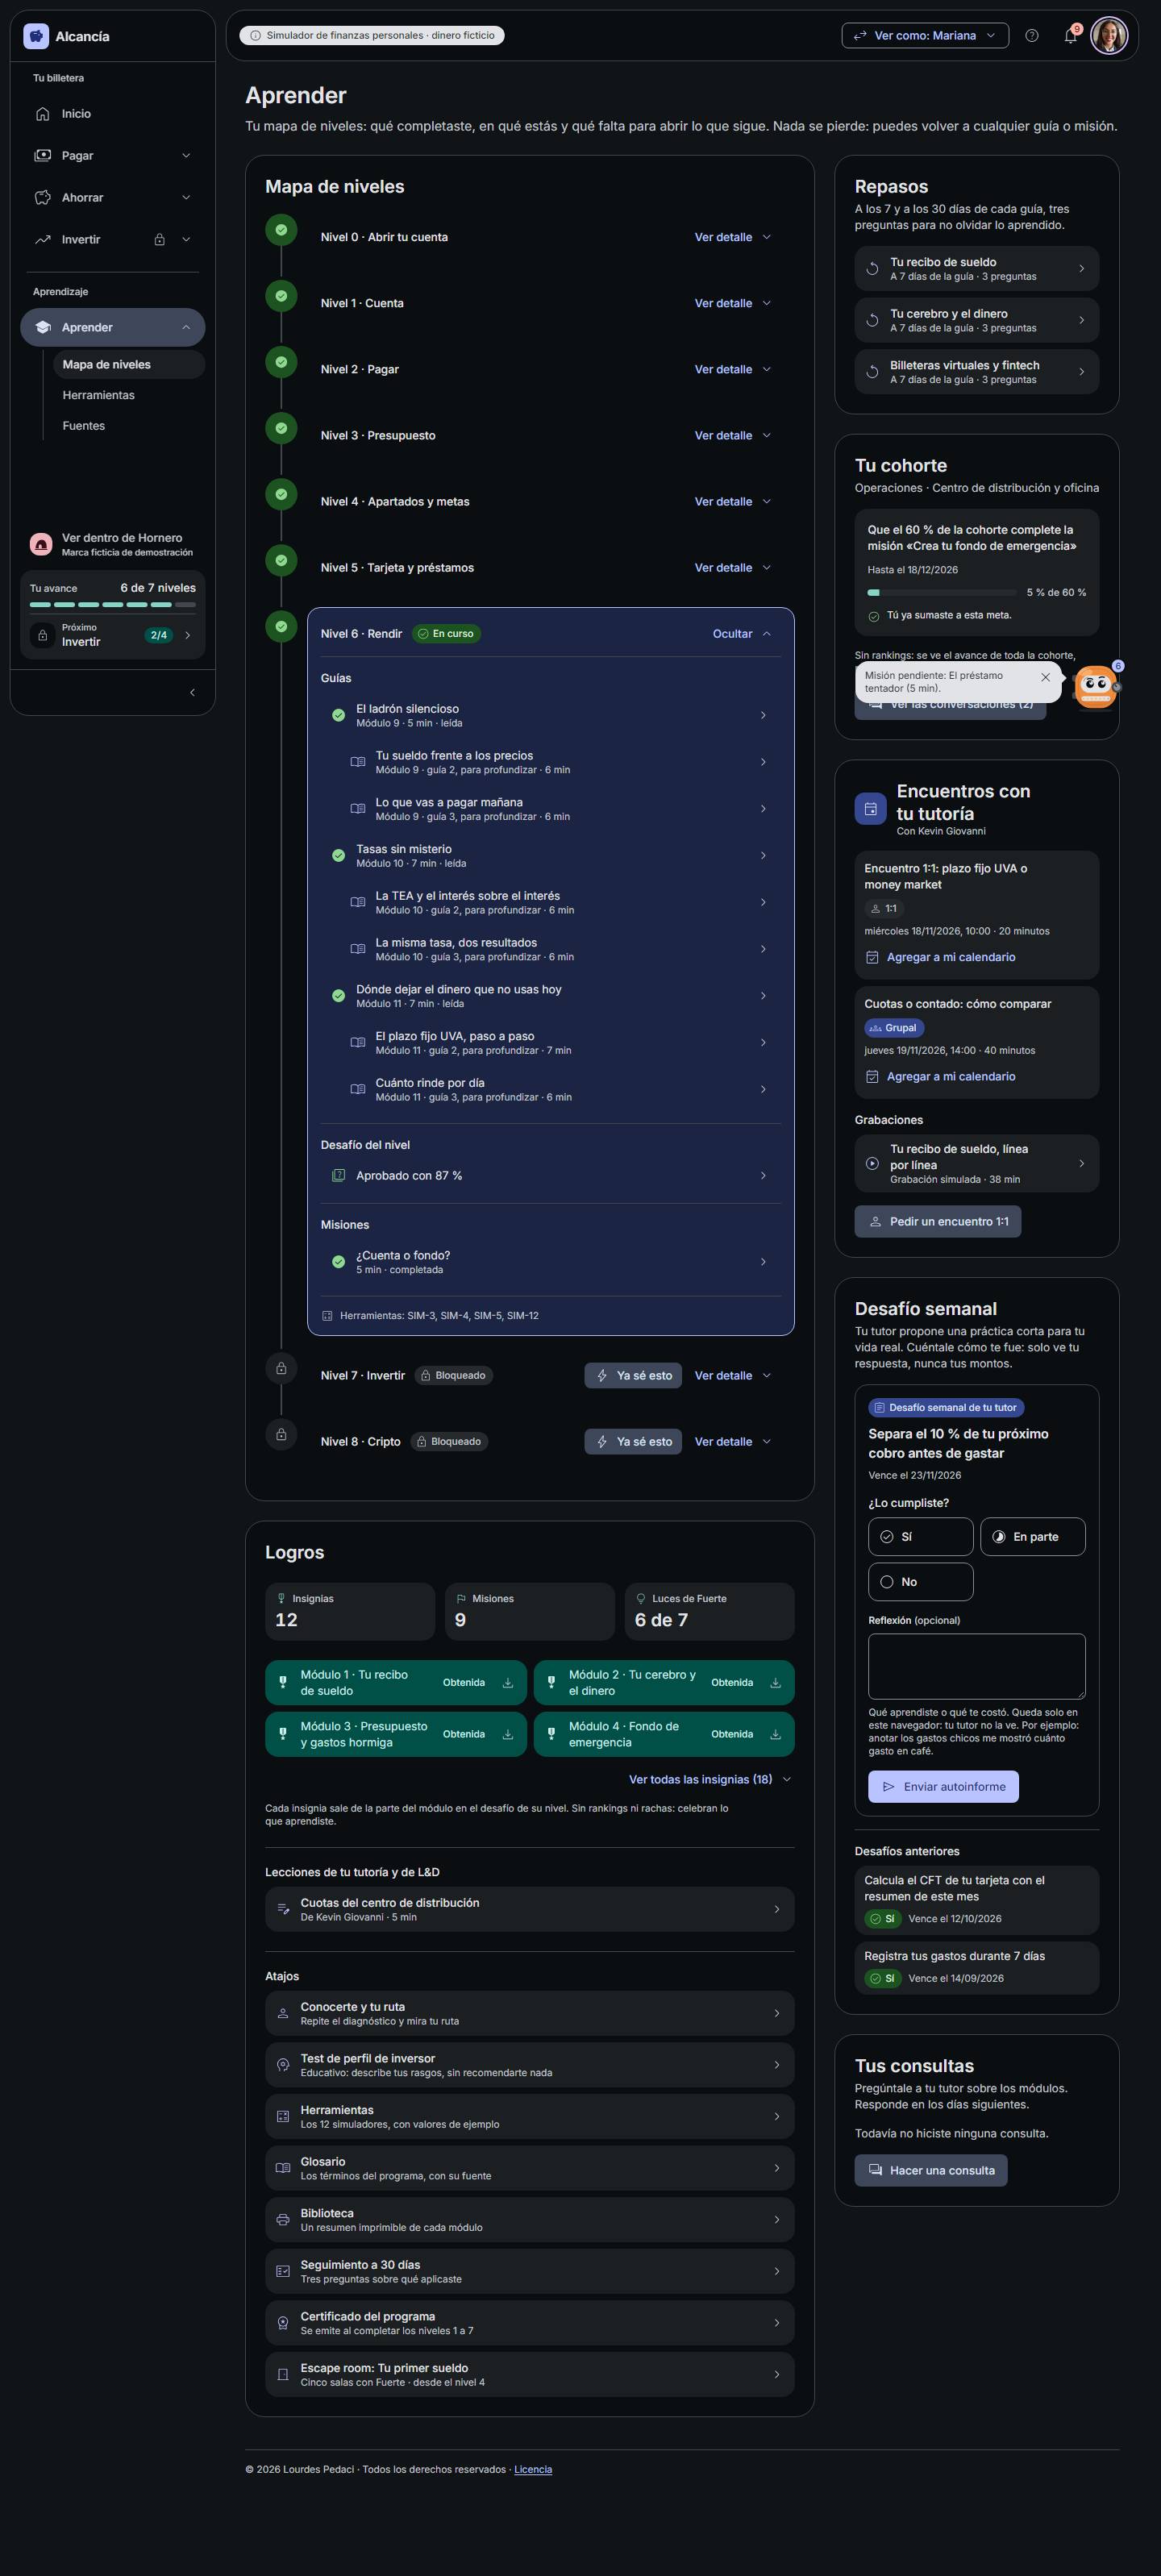 Alcancía
Tu billetera
Inicio
Pagar
Ahorrar
Invertir
Aprendizaje
Aprender
Mapa de niveles
Herramientas
Fuentes
Ver dentro de Hornero
Marca ficticia de demostración
Tu avance 6 de 7 niveles
Próximo
Invertir 2/4
Simulador de finanzas personales · dinero ficticio
Ver como: Mariana
9
Aprender
Tu mapa de niveles: qué completaste, en qué estás y qué falta para abrir lo que sigue. Nada se pierde: puedes volver a cualquier guía o misión.
Mapa de niveles
Nivel 0 · Abrir tu cuenta Ver detalle
Nivel 1 · Cuenta Ver detalle
Nivel 2 · Pagar Ver detalle
Nivel 3 · Presupuesto Ver detalle
Nivel 4 · Apartados y metas Ver detalle
Nivel 5 · Tarjeta y préstamos Ver detalle
Nivel 6 · Rendir En curso Ocultar
Guías
El ladrón silencioso
Módulo 9 · 5 min · leída
Tu sueldo frente a los precios
Módulo 9 · guía 2, para profundizar · 6 min
Lo que vas a pagar mañana
Módulo 9 · guía 3, para profundizar · 6 min
Tasas sin misterio
Módulo 10 · 7 min · leída
La TEA y el interés sobre el interés
Módulo 10 · guía 2, para profundizar · 6 min
La misma tasa, dos resultados
Módulo 10 · guía 3, para profundizar · 6 min
Dónde dejar el dinero que no usas hoy
Módulo 11 · 7 min · leída
El plazo fijo UVA, paso a paso
Módulo 11 · guía 2, para profundizar · 7 min
Cuánto rinde por día
Módulo 11 · guía 3, para profundizar · 6 min
Desafío del nivel
Aprobado con 87 %
Misiones
¿Cuenta o fondo?
5 min · completada
Herramientas: SIM-3, SIM-4, SIM-5, SIM-12
Nivel 7 · Invertir Bloqueado Ya sé esto Ver detalle
Nivel 8 · Cripto Bloqueado Ya sé esto Ver detalle
Logros
Insignias
12
Misiones
9
Luces de Fuerte
6 de 7
Módulo 1 · Tu recibo
de sueldo
Obtenida
Módulo 2 · Tu cerebro y
el dinero
Obtenida
Módulo 3 · Presupuesto
y gastos hormiga
Obtenida
Módulo 4 · Fondo de
emergencia
Obtenida
Ver todas las insignias (18)
Cada insignia sale de la parte del módulo en el desafío de su nivel. Sin rankings ni rachas: celebran lo
que aprendiste.
Lecciones de tu tutoría y de L&D
Cuotas del centro de distribución
De Kevin Giovanni · 5 min
Atajos
Conocerte y tu ruta
Repite el diagnóstico y mira tu ruta
Test de perfil de inversor
Educativo: describe tus rasgos, sin recomendarte nada
Herramientas
Los 12 simuladores, con valores de ejemplo
Glosario
Los términos del programa, con su fuente
Biblioteca
Un resumen imprimible de cada módulo
Seguimiento a 30 días
Tres preguntas sobre qué aplicaste
Certificado del programa
Se emite al completar los niveles 1 a 7
Escape room: Tu primer sueldo
Cinco salas con Fuerte · desde el nivel 4
Repasos
A los 7 y a los 30 días de cada guía, tres
preguntas para no olvidar lo aprendido.
Tu recibo de sueldo
A 7 días de la guía · 3 preguntas
Tu cerebro y el dinero
A 7 días de la guía · 3 preguntas
Billeteras virtuales y fintech
A 7 días de la guía · 3 preguntas
Tu cohorte
Operaciones · Centro de distribución y oficina
Que el 60 % de la cohorte complete la
misión «Crea tu fondo de emergencia»
Hasta el 18/12/2026
5 % de 60 %
Tú ya sumaste a esta meta.
Sin rankings: se ve el avance de toda la cohorte,
Misión pendiente: El préstamo
tentador (5 min).
6
Ver las conversaciones (2)
Encuentros con
tu tutoría
Con Kevin Giovanni
Encuentro 1:1: plazo fijo UVA o
money market
1:1
miércoles 18/11/2026, 10:00 · 20 minutos
Agregar a mi calendario
Cuotas o contado: cómo comparar
Grupal
jueves 19/11/2026, 14:00 · 40 minutos
Agregar a mi calendario
Grabaciones
Tu recibo de sueldo, línea
por línea
Grabación simulada · 38 min
Pedir un encuentro 1:1
Desafío semanal
Tu tutor propone una práctica corta para tu
vida real. Cuéntale cómo te fue: solo ve tu
respuesta, nunca tus montos.
Desafío semanal de tu tutor
Separa el 10 % de tu próximo
cobro antes de gastar
Vence el 23/11/2026
¿Lo cumpliste?
Sí
En parte
No
Reflexión (opcional)
Qué aprendiste o qué te costó. Queda solo en
este navegador: tu tutor no la ve. Por ejemplo:
anotar los gastos chicos me mostró cuánto
gasto en café.
Enviar autoinforme
Desafíos anteriores
Calcula el CFT de tu tarjeta con el
resumen de este mes
Sí Vence el 12/10/2026
Registra tus gastos durante 7 días
Sí Vence el 14/09/2026
Tus consultas
Pregúntale a tu tutor sobre los módulos.
Responde en los días siguientes.
Todavía no hiciste ninguna consulta.
Hacer una consulta
© 2026 Lourdes Pedaci · Todos los derechos reservados · Licencia